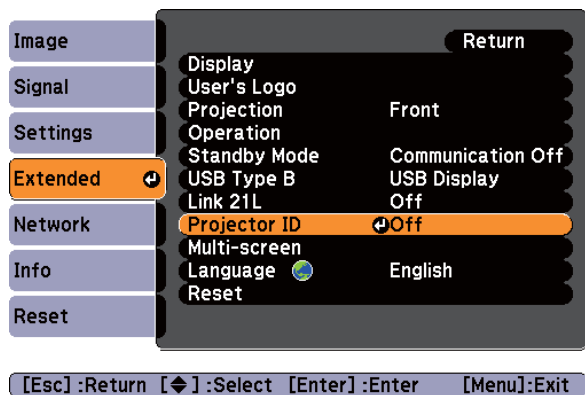 Image
Signal
Settings
Extended
Network
Info
Reset
Return
Display
User's Logo
Projection Front
Operation
Standby Mode Communication Off
USB Type B USB Display
Link 21L Off
Projector ID Off
Multi-screen
Language English
Reset
[Esc] :Return [◆] :Select [Enter] :Enter [Menu]:Exit